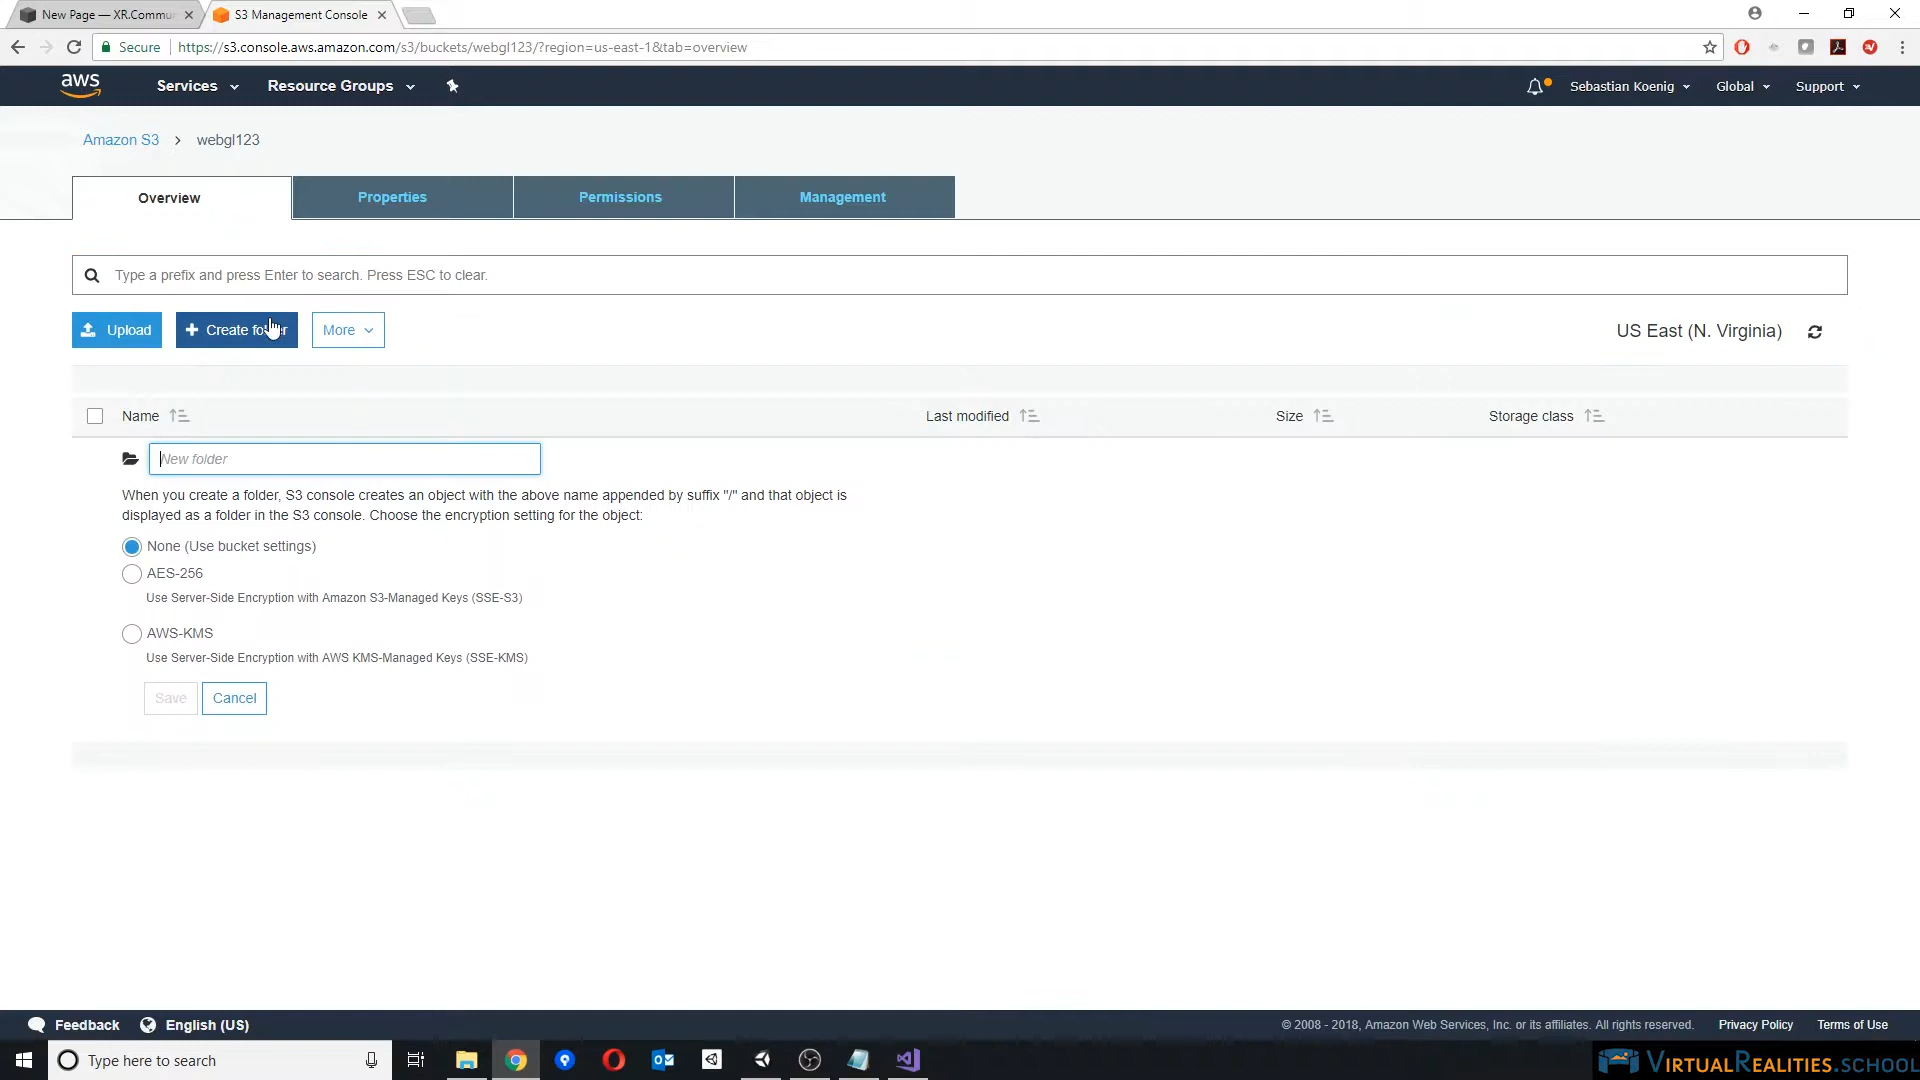 New Page — XR.Commu
S3 Management Console
Secure
https://s3.console.aws.amazon.com/s3/buckets/webgl123/?region=us-east-1&tab=overview
aws
Services
Resource Groups
Sebastian Koenig
Global
Support
Amazon S3 > webgl123
Overview
Properties
Permissions
Management
Type a prefix and press Enter to search. Press ESC to clear.
Upload
+ Create folder
More
US East (N. Virginia)
Name
Last modified
Size
Storage class
New folder
When you create a folder, S3 console creates an object with the above name appended by suffix "/" and that object is
displayed as a folder in the S3 console. Choose the encryption setting for the object:
None (Use bucket settings)
AES-256
Use Server-Side Encryption with Amazon S3-Managed Keys (SSE-S3)
AWS-KMS
Use Server-Side Encryption with AWS KMS-Managed Keys (SSE-KMS)
Save
Cancel
Feedback
English (US)
© 2008 - 2018, Amazon Web Services, Inc. or its affiliates. All rights reserved.
Privacy Policy
Terms of Use
Type here to search
VIRTUALREALITIES.SCHOOL